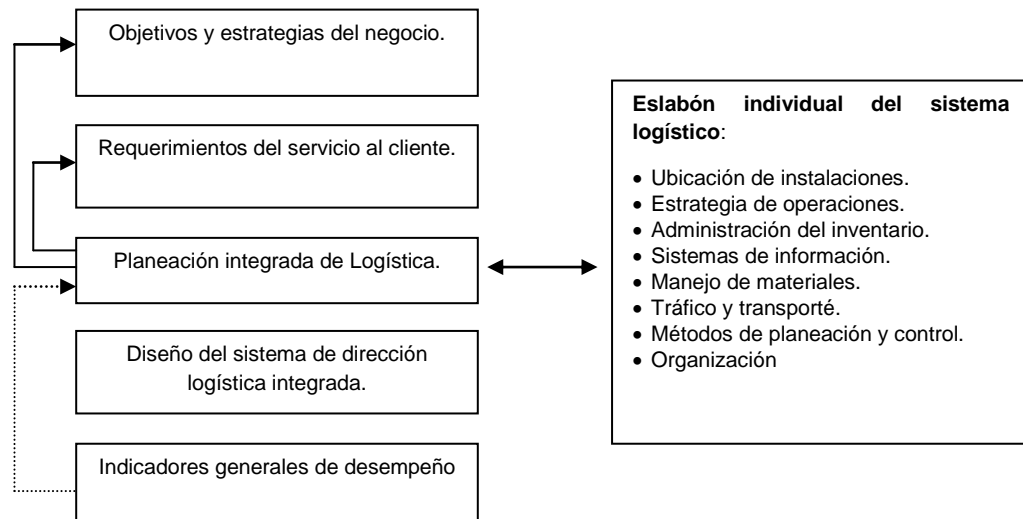 Objetivos y estrategias del negocio.
Requerimientos del servicio al cliente.
Planeación integrada de Logística.
Diseño del sistema de dirección
logística integrada.
Indicadores generales de desempeño
Eslabón individual del sistema
logístico:
• Ubicación de instalaciones.
• Estrategia de operaciones.
• Administración del inventario.
• Sistemas de información.
• Manejo de materiales.
• Tráfico y transporté.
• Métodos de planeación y control.
• Organización